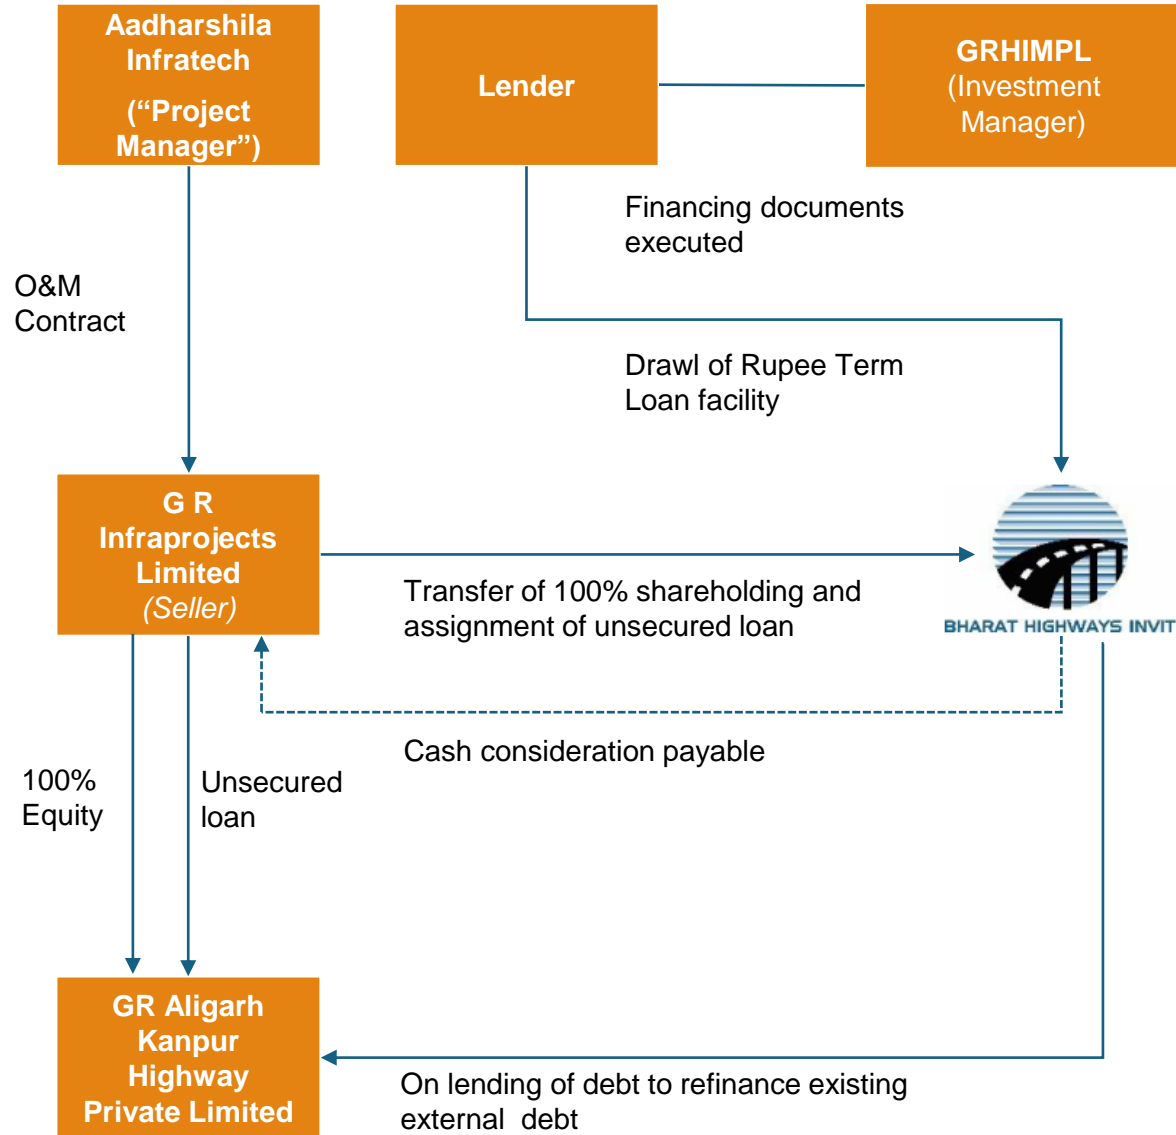 Aadharshila
Infratech
(“Project
Manager”)
Lender
GRHIMPL
(Investment
Manager)
Financing documents
executed
O&M
Contract
Drawl of Rupee Term
Loan facility
G R
Infraprojects
Limited
(Seller)
Transfer of 100% shareholding and
assignment of unsecured loan
BHARAT HIGHWAYS INVIT
Cash consideration payable
100%
Equity
Unsecured
loan
GR Aligarh
Kanpur
Highway
Private Limited
On lending of debt to refinance existing
external debt